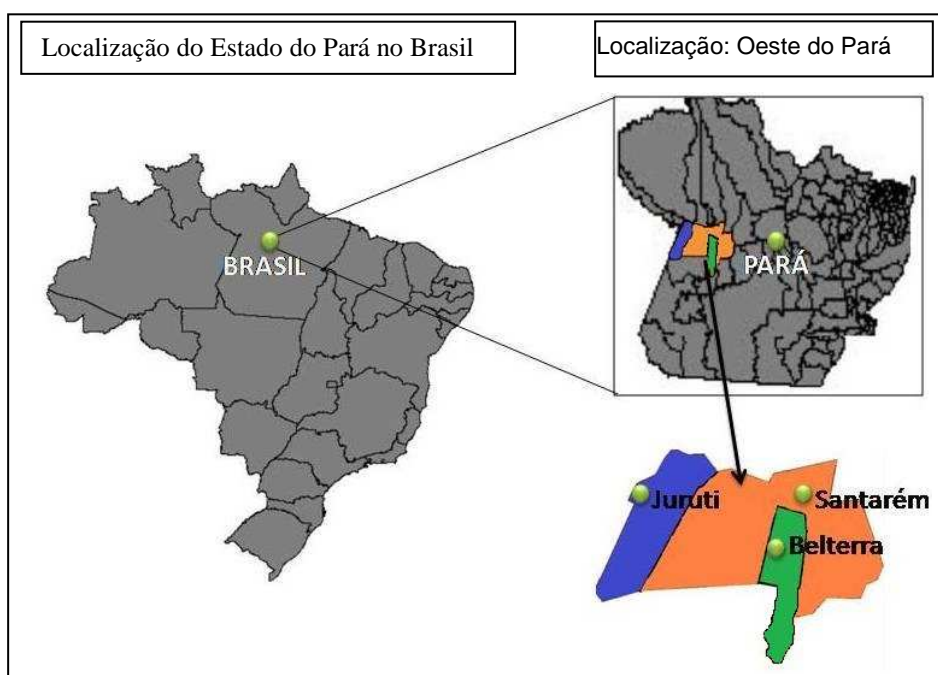 Localização do Estado do Pará no Brasil
Localização: Oeste do Pará
BRASIL
PARÁ
Juruti
Santarém
Belterra